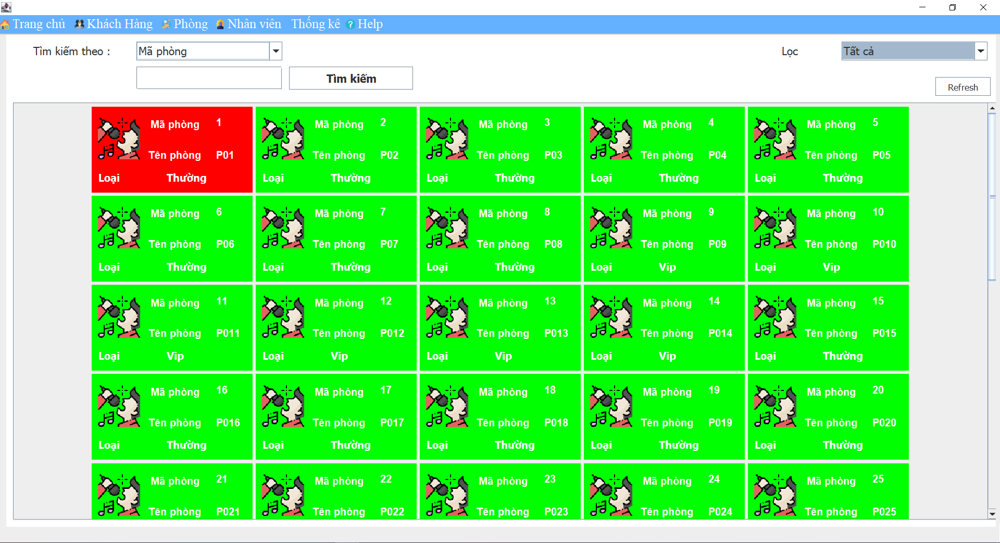 Trang chủ Khách Hàng Phòng Nhân viên Thống kê ? Help
Tìm kiếm theo : Mã phòng Lọc Tất cả
Tìm kiếm
Refresh
Mã phòng 1 Mã phòng 2 Mã phòng 3 Mã phòng 4 Mã phòng 5
Tên phòng P01 Tên phòng P02 Tên phòng P03 Tên phòng P04 Tên phòng P05
Loại Thường Loại Thường Loại Thường Loại Thường Loại Thường
Mã phòng 6 Mã phòng 7 Mã phòng 8 Mã phòng 9 Mã phòng 10
Tên phòng P06 Tên phòng P07 Tên phòng P08 Tên phòng P09 Tên phòng P010
Loại Thường Loại Thường Loại Thường Loại Vip Loại Vip
Mã phòng 11 Mã phòng 12 Mã phòng 13 Mã phòng 14 Mã phòng 15
Tên phòng P011 Tên phòng P012 Tên phòng P013 Tên phòng P014 Tên phòng P015
Loại Vip Loại Vip Loại Vip Loại Vip Loại Thường
Mã phòng 16 Mã phòng 17 Mã phòng 18 Mã phòng 19 Mã phòng 20
Tên phòng P016 Tên phòng P017 Tên phòng P018 Tên phòng P019 Tên phòng P020
Loại Thường Loại Thường Loại Thường Loại Thường Loại Thường
Mã phòng 21 Mã phòng 22 Mã phòng 23 Mã phòng 24 Mã phòng 25
Tên phòng P021 Tên phòng P022 Tên phòng P023 Tên phòng P024 Tên phòng P025